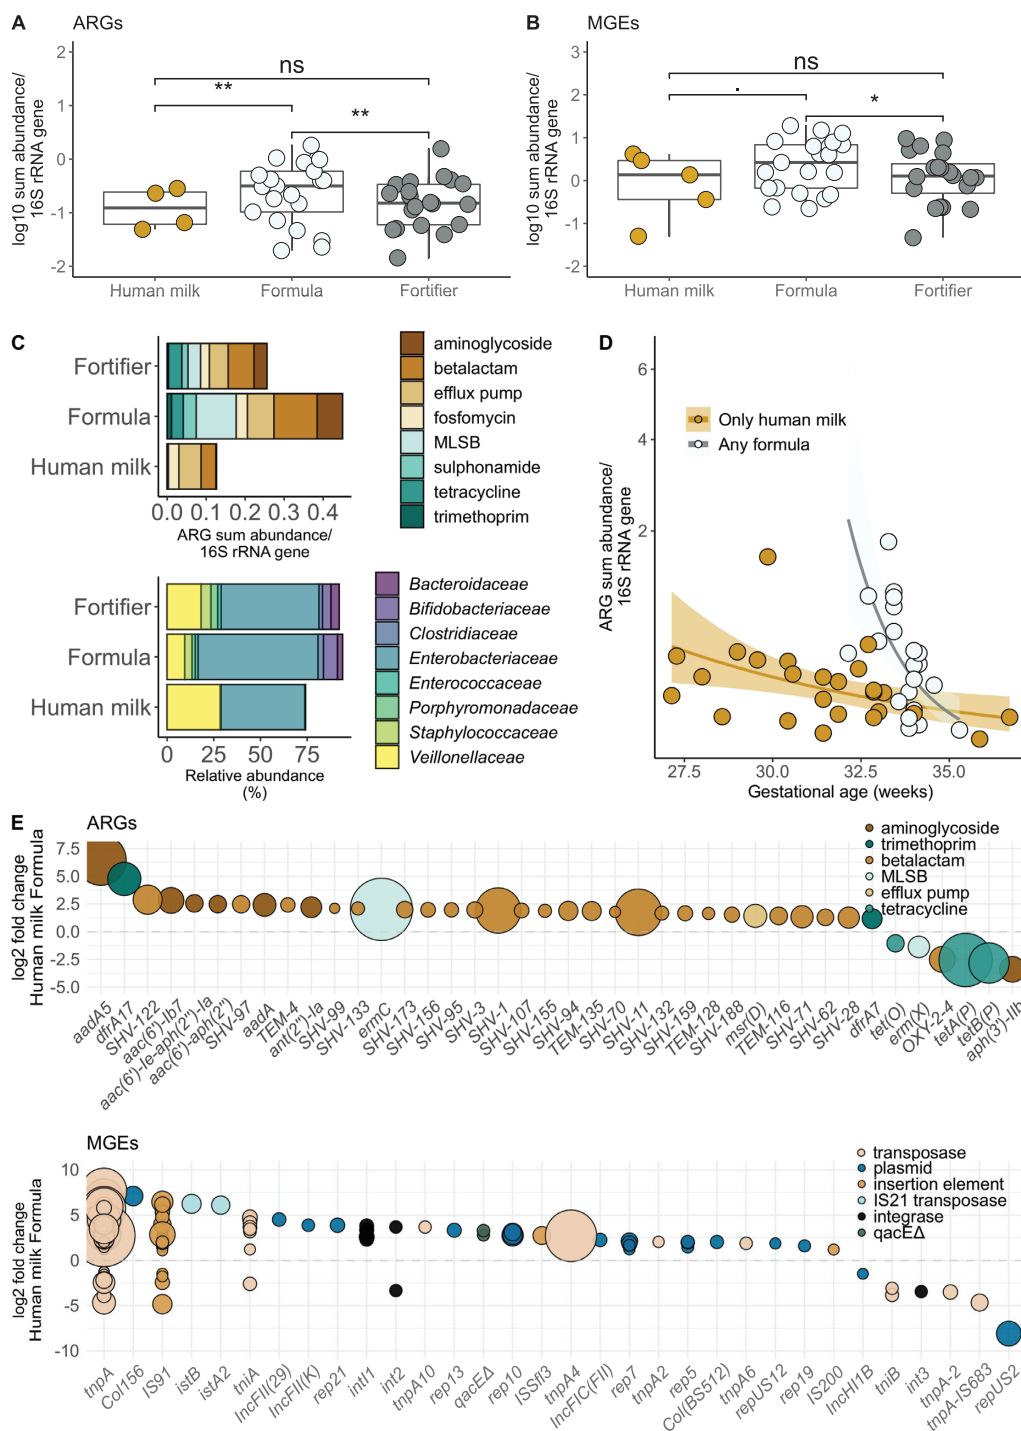 A ARGs
log10 sum abundance/
16S rRNA gene
2
1
0
-1
-2
ns
**
**
Human milk Formula Fortifier
B MGEs
log10 sum abundance/
16S rRNA gene
3
2
1
0
-1
-2
ns
.
*
Human milk Formula Fortifier
C
Fortifier
Formula
Human milk
0.0 0.1 0.2 0.3 0.4
ARG sum abundance/
16S rRNA gene
aminoglycoside
betalactam
efflux pump
fosfomycin
MLSB
sulphonamide
tetracycline
trimethoprim
Fortifier
Formula
Human milk
0 25 50 75
Relative abundance
(%)
Bacteroidaceae
Bifidobacteriaceae
Clostridiaceae
Enterobacteriaceae
Enterococcaceae
Porphyromonadaceae
Staphylococcaceae
Veillonellaceae
D
ARG sum abundance/
16S rRNA gene
6
4
2
Only human milk
Any formula
27.5 30.0 32.5 35.0
Gestational age (weeks)
E ARGs
log2 fold change
Human milk Formula
7.5
5.0
2.5
0.0
-2.5
-5.0
aminoglycoside
trimethoprim
betalactam
MLSB
efflux pump
tetracycline
aadA5
dfrA17
SHV-122
aac(6')-Ib7
aac(6')-Ie-aph(2'')-Ia
aac(6')-aph(2'')
SHV-97
aadA
TEM-4
ant(2'')-Ia
SHV-99
SHV-133
ermC
SHV-173
SHV-156
SHV-95
SHV-3
SHV-1
SHV-107
SHV-155
SHV-94
TEM-135
SHV-70
SHV-11
SHV-132
SHV-159
TEM-128
SHV-188
msr(D)
TEM-116
SHV-71
SHV-62
SHV-28
dfrA7
tet(O)
erm(X)
OXY-2-4
tetA(P)
tetB(P)
aph(3')-IIb
MGEs
log2 fold change
Human milk Formula
10
5
0
-5
-10
transposase
plasmid
insertion element
IS21 transposase
integrase
qacEΔ
tnpA
Col156
IS91
istB
istA2
tniA
IncFII(29)
IncFII(K)
rep21
intI1
int2
tnpA10
rep13
qacEΔ
rep10
ISSfl3
tnpA4
IncFIC(FII)
rep7
tnpA2
rep5
Col(BS512)
tnpA6
repUS12
rep19
IS200
IncHI1B
tniB
int3
tnpA-2
tnpA-IS683
repUS2